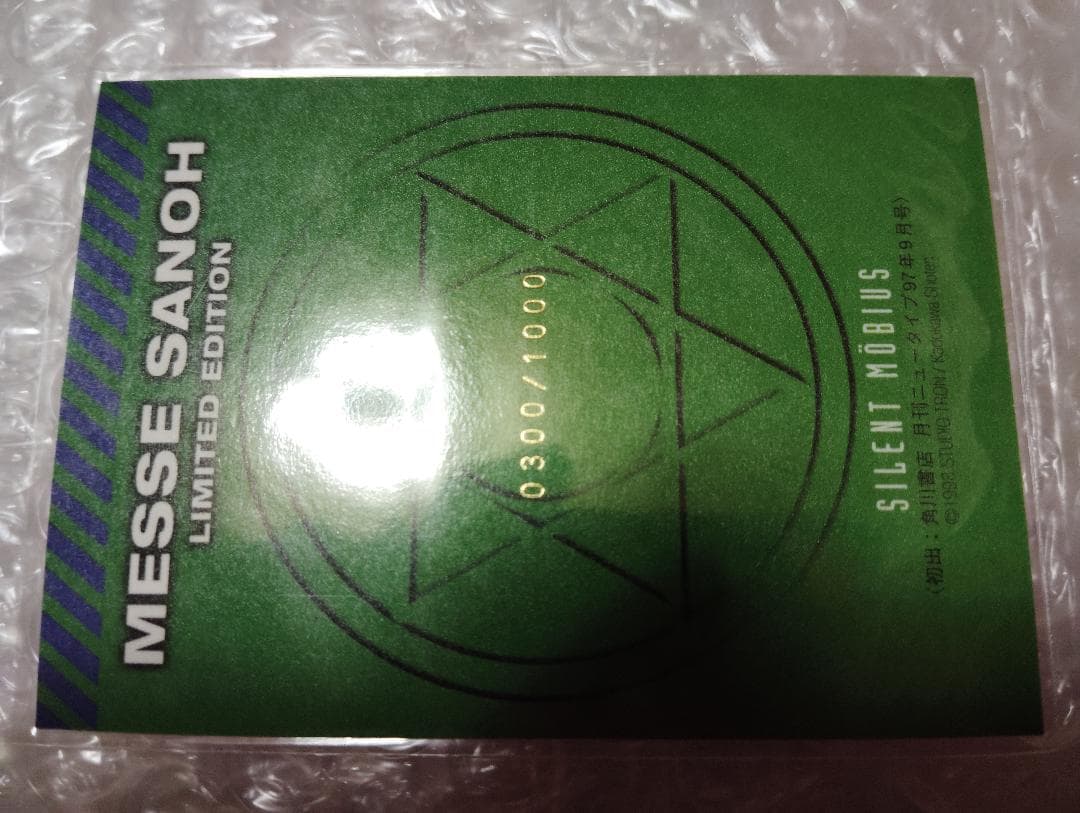 MESSE SANOH
LIMITED EDITION
0300/1000
SILENT MÖBIUS
(初出：角川書店 月刊ニュータイプ97年9月号)
©1998 STUDIO TRON / Kadokawa Shoten